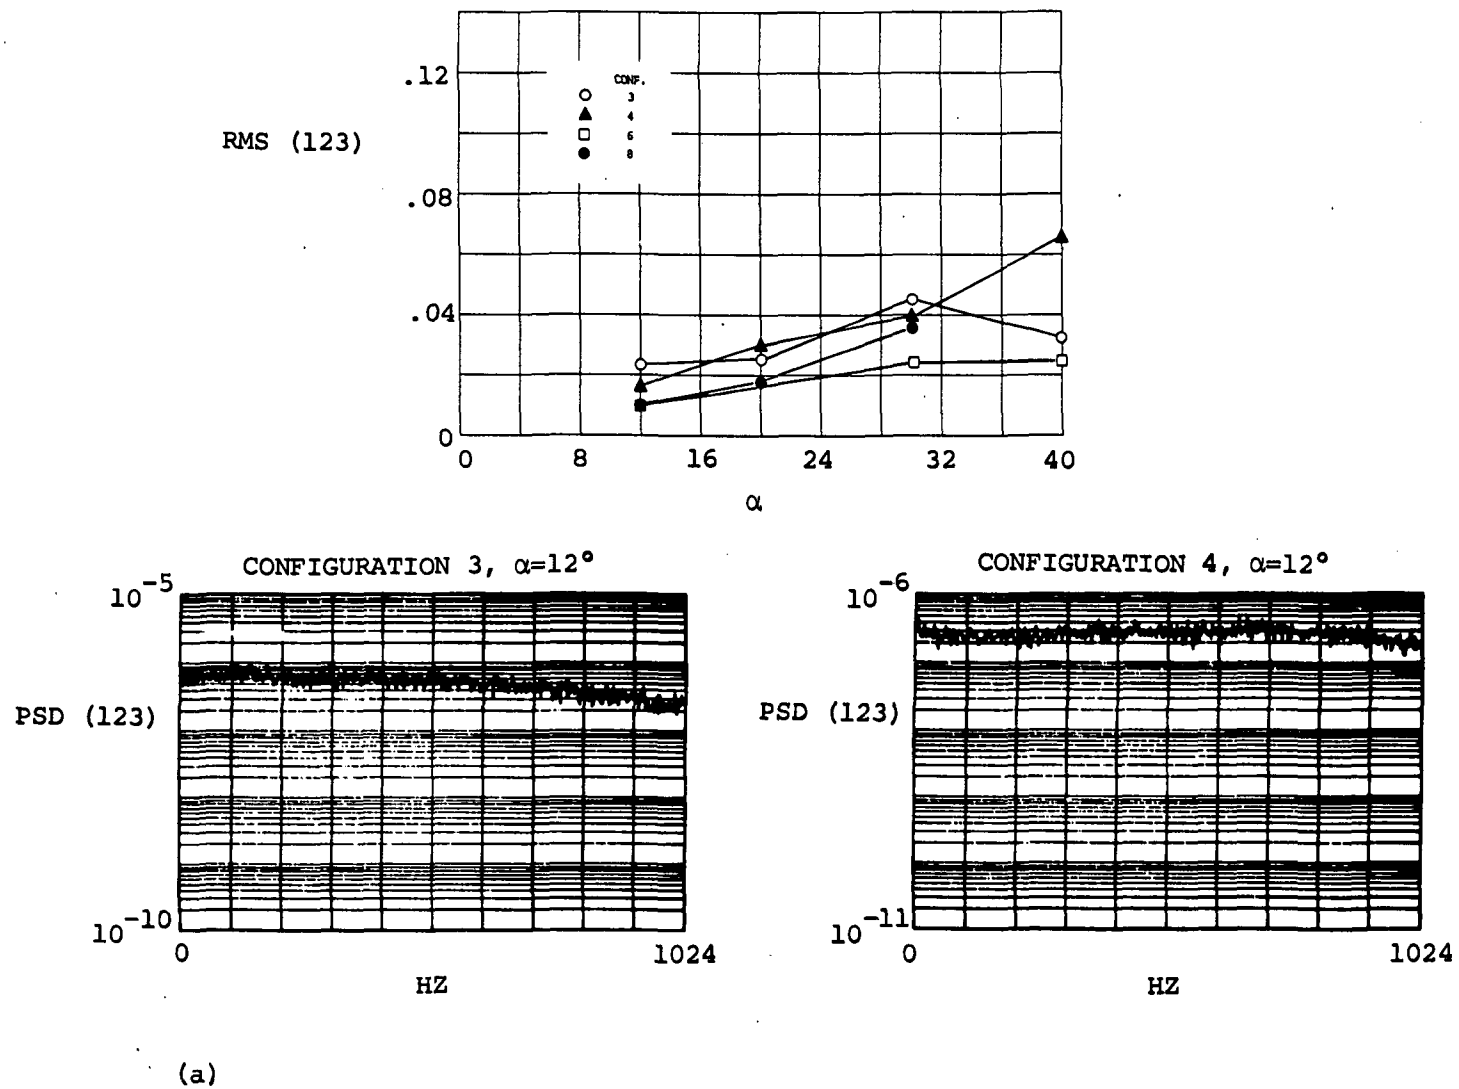 .12
.08
.04
0
RMS (123)
CONF.
3
4
6
8
0 8 16 24 32 40
α
CONFIGURATION 3, α=12°
10-5
PSD (123)
10-10
0 1024
HZ
CONFIGURATION 4, α=12°
10-6
PSD (123)
10-11
0 1024
HZ
(a)